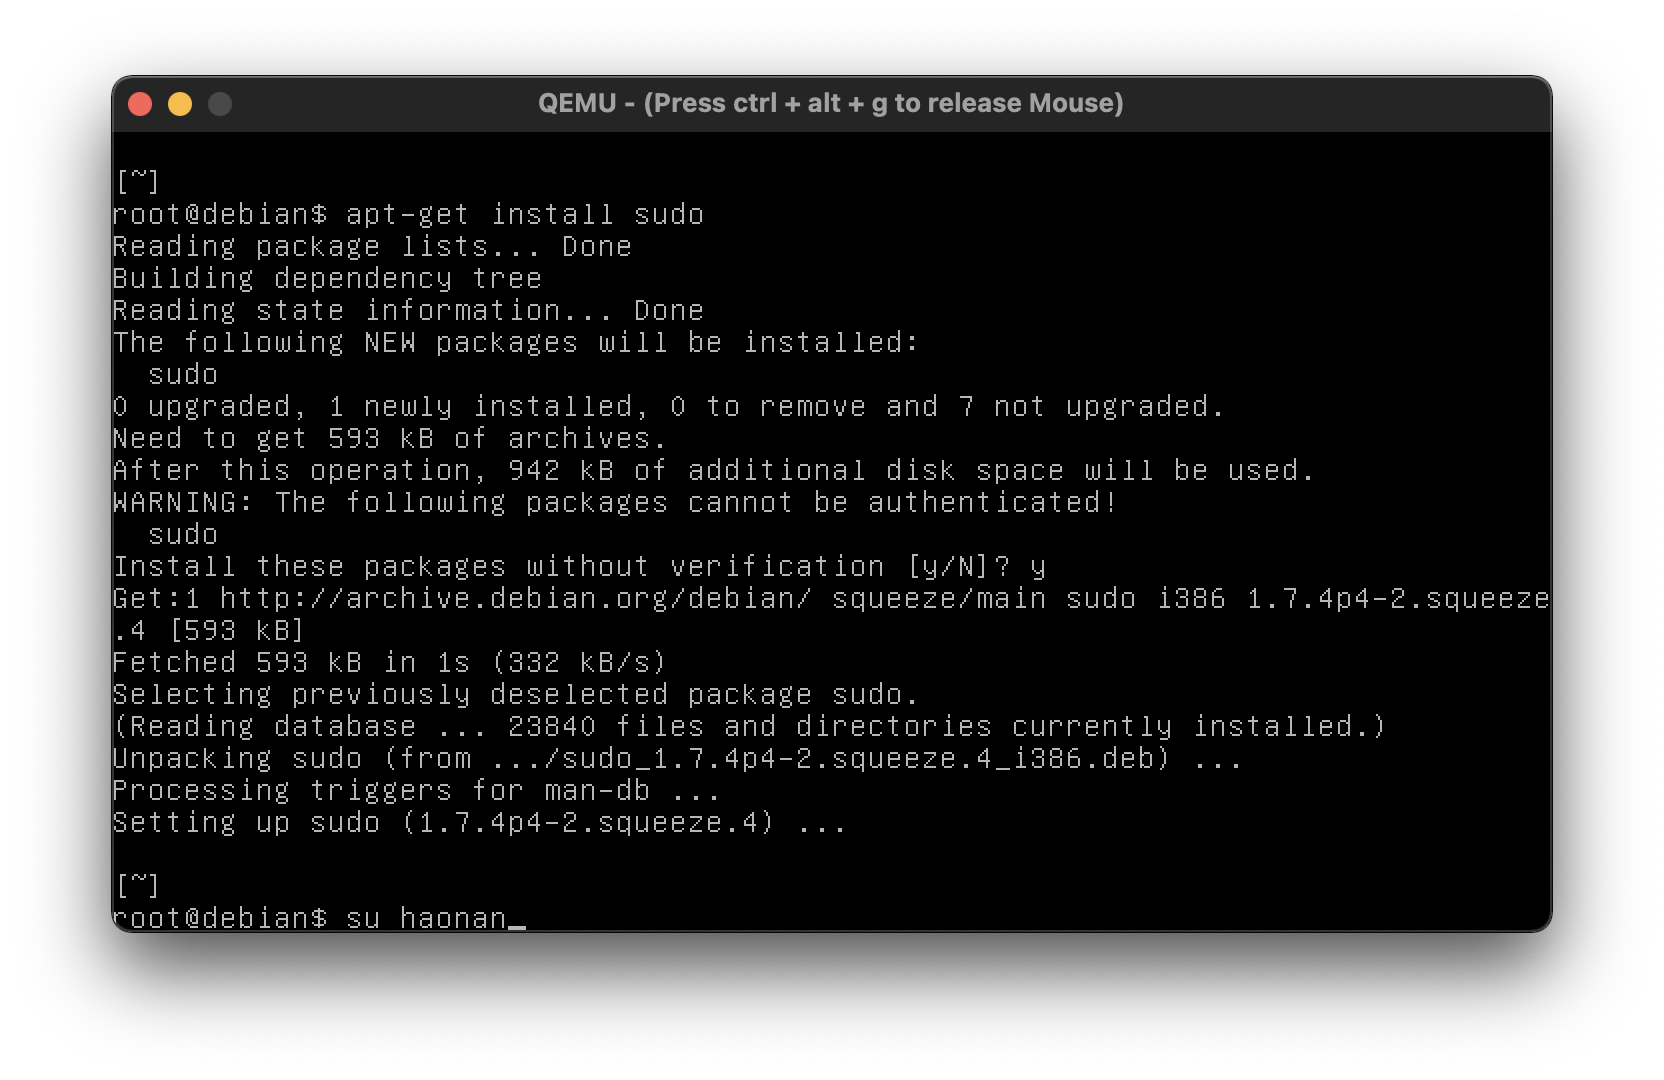 QEMU - (Press ctrl + alt + g to release Mouse)
[~]
root@debian$ apt-get install sudo
Reading package lists... Done
Building dependency tree
Reading state information... Done
The following NEW packages will be installed:
  sudo
0 upgraded, 1 newly installed, 0 to remove and 7 not upgraded.
Need to get 593 kB of archives.
After this operation, 942 kB of additional disk space will be used.
WARNING: The following packages cannot be authenticated!
  sudo
Install these packages without verification [y/N]? y
Get:1 http://archive.debian.org/debian/ squeeze/main sudo i386 1.7.4p4-2.squeeze
.4 [593 kB]
Fetched 593 kB in 1s (332 kB/s)
Selecting previously deselected package sudo.
(Reading database ... 23840 files and directories currently installed.)
Unpacking sudo (from .../sudo_1.7.4p4-2.squeeze.4_i386.deb) ...
Processing triggers for man-db ...
Setting up sudo (1.7.4p4-2.squeeze.4) ...
[~]
root@debian$ su haonan_